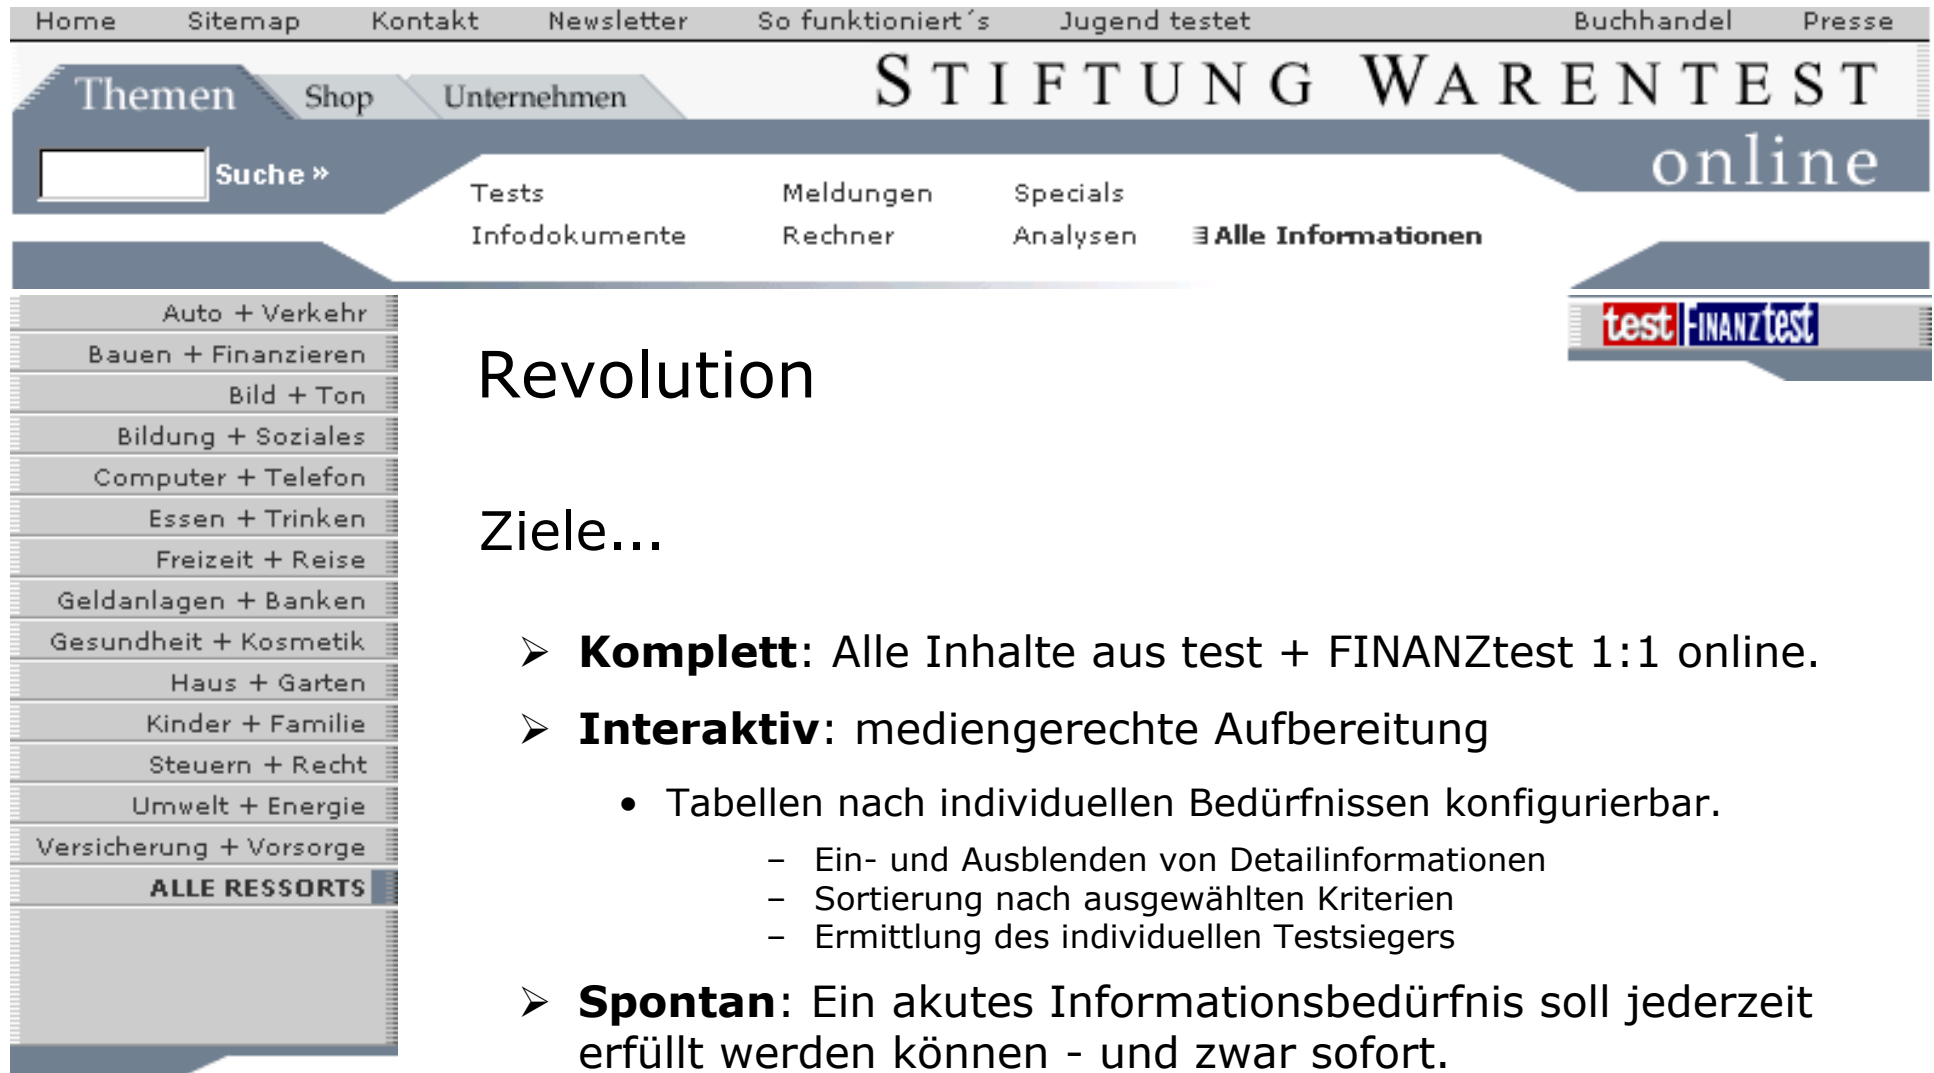 Home Sitemap Kontakt Newsletter So funktioniert´s Jugend testet Buchhandel Presse
Themen Shop Unternehmen STIFTUNG WARENTEST
online
Suche »
Tests Meldungen Specials
Infodokumente Rechner Analysen Alle Informationen
test FINANZtest
Auto + Verkehr
Bauen + Finanzieren
Bild + Ton
Bildung + Soziales
Computer + Telefon
Essen + Trinken
Freizeit + Reise
Geldanlagen + Banken
Gesundheit + Kosmetik
Haus + Garten
Kinder + Familie
Steuern + Recht
Umwelt + Energie
Versicherung + Vorsorge
ALLE RESSORTS
Revolution
Ziele...
➢ Komplett: Alle Inhalte aus test + FINANZtest 1:1 online.
➢ Interaktiv: mediengerechte Aufbereitung
• Tabellen nach individuellen Bedürfnissen konfigurierbar.
– Ein- und Ausblenden von Detailinformationen
– Sortierung nach ausgewählten Kriterien
– Ermittlung des individuellen Testsiegers
➢ Spontan: Ein akutes Informationsbedürfnis soll jederzeit
erfüllt werden können - und zwar sofort.